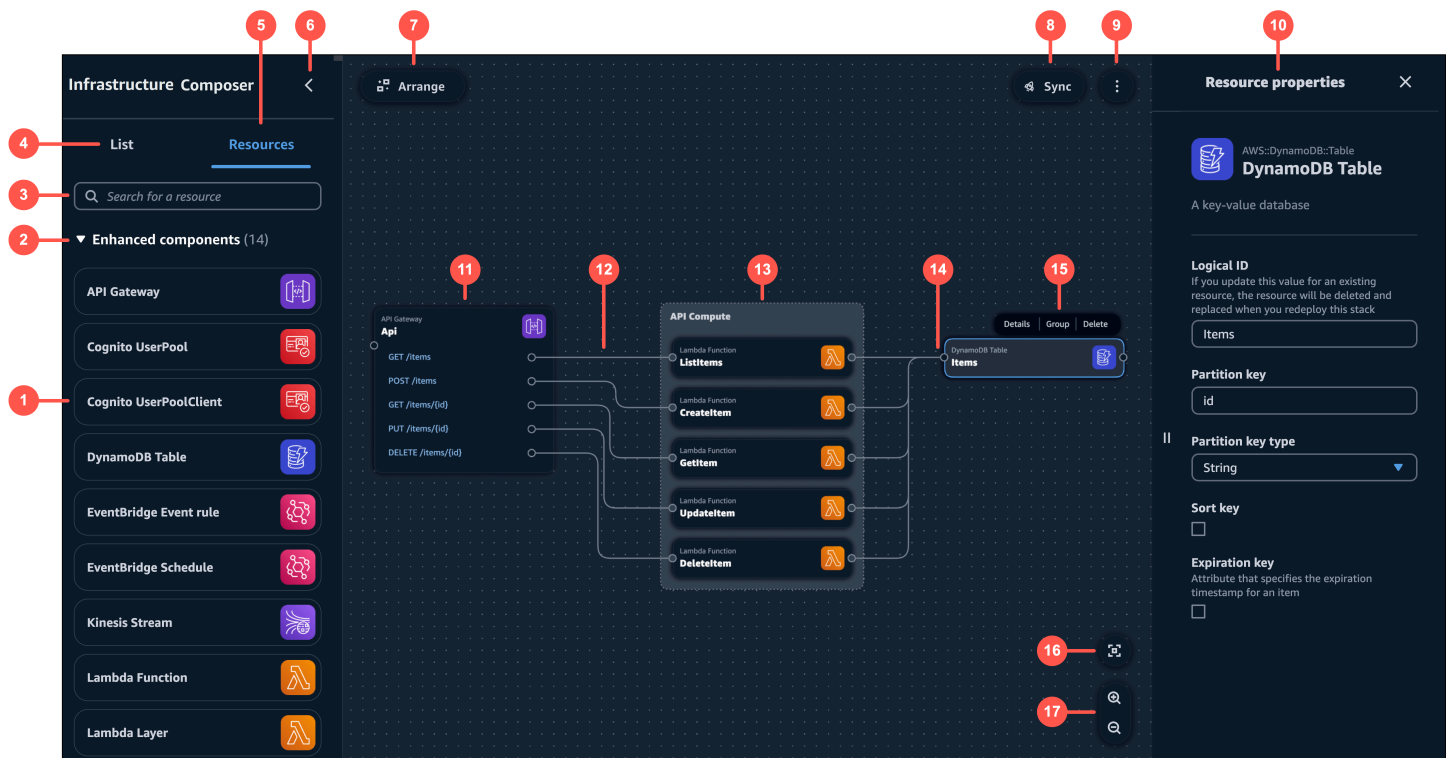 5
6
7
8
9
10
Infrastructure Composer
Arrange
Sync
Resource properties
4
List
Resources
3
Search for a resource
2
Enhanced components (14)
API Gateway
Cognito UserPool
1
Cognito UserPoolClient
DynamoDB Table
EventBridge Event rule
EventBridge Schedule
Kinesis Stream
Lambda Function
Lambda Layer
11
12
13
14
15
API Gateway
Api
GET /items
POST /items
GET /items/{id}
PUT /items/{id}
DELETE /items/{id}
API Compute
Lambda Function
ListItems
Lambda Function
CreateItem
Lambda Function
GetItem
Lambda Function
UpdateItem
Lambda Function
DeleteItem
Details
Group
Delete
DynamoDB Table
Items
16
17
AWS::DynamoDB::Table
DynamoDB Table
A key-value database
Logical ID
If you update this value for an existing
resource, the resource will be deleted and
replaced when you redeploy this stack
Items
Partition key
id
Partition key type
String
Sort key
Expiration key
Attribute that specifies the expiration
timestamp for an item